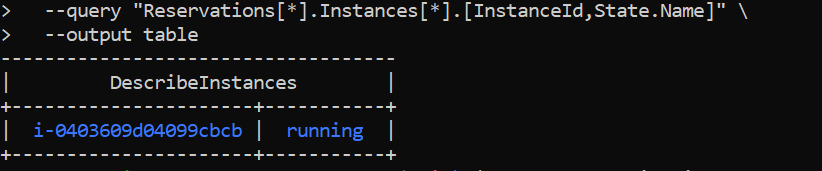 >   --query "Reservations[*].Instances[*].[InstanceId,State.Name]" \
>   --output table
------------------------------------
|         DescribeInstances        |
+----------------------+-----------+
|  i-0403609d04099cbcb |  running  |
+----------------------+-----------+